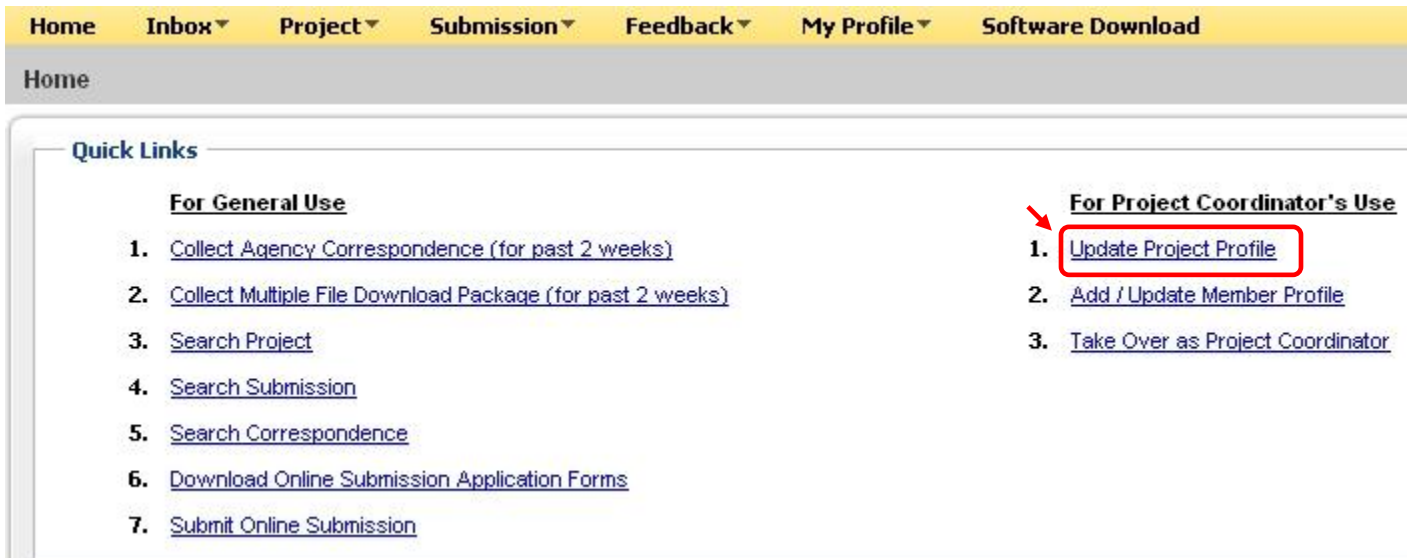 Home Inbox Project Submission Feedback My Profile Software Download
Home
Quick Links
For General Use
1. Collect Agency Correspondence (for past 2 weeks)
2. Collect Multiple File Download Package (for past 2 weeks)
3. Search Project
4. Search Submission
5. Search Correspondence
6. Download Online Submission Application Forms
7. Submit Online Submission
For Project Coordinator's Use
1. Update Project Profile
2. Add / Update Member Profile
3. Take Over as Project Coordinator